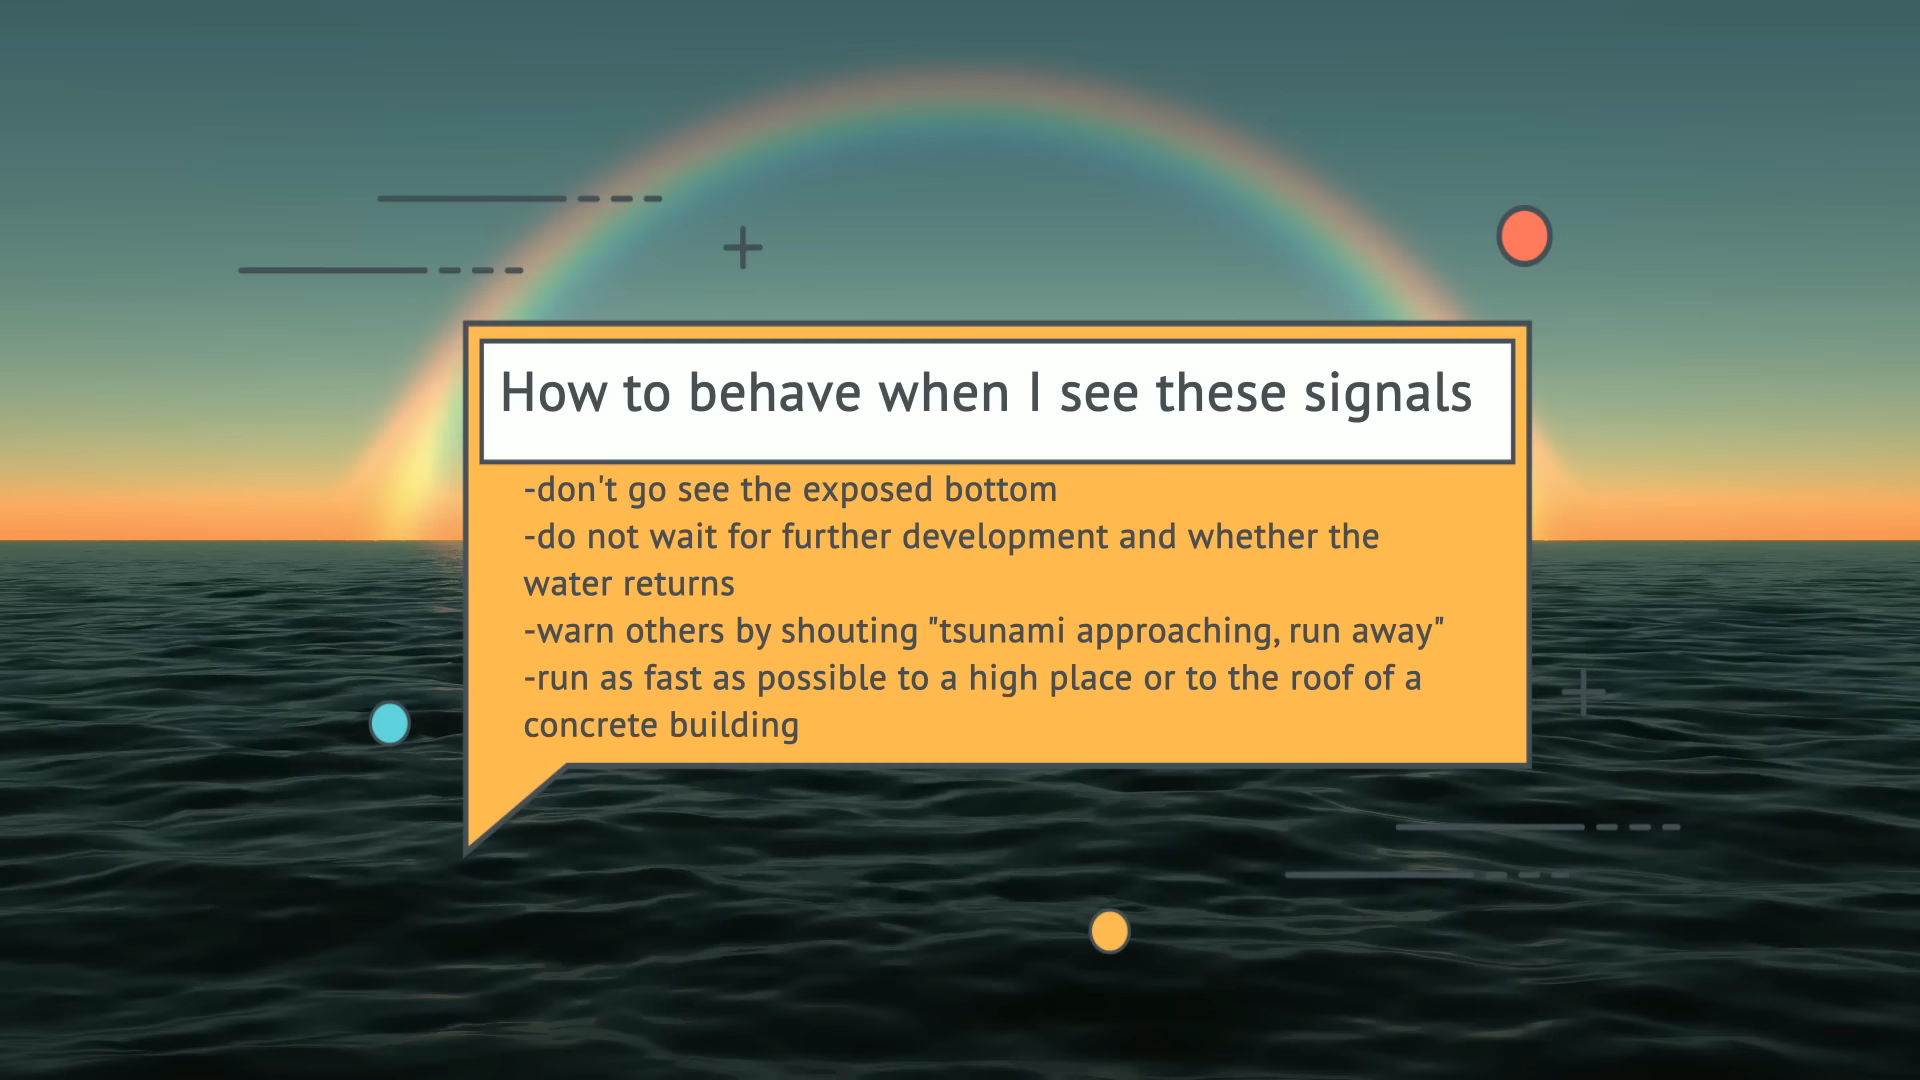 How to behave when I see these signals
-don't go see the exposed bottom
-do not wait for further development and whether the
water returns
-warn others by shouting "tsunami approaching, run away"
-run as fast as possible to a high place or to the roof of a
concrete building